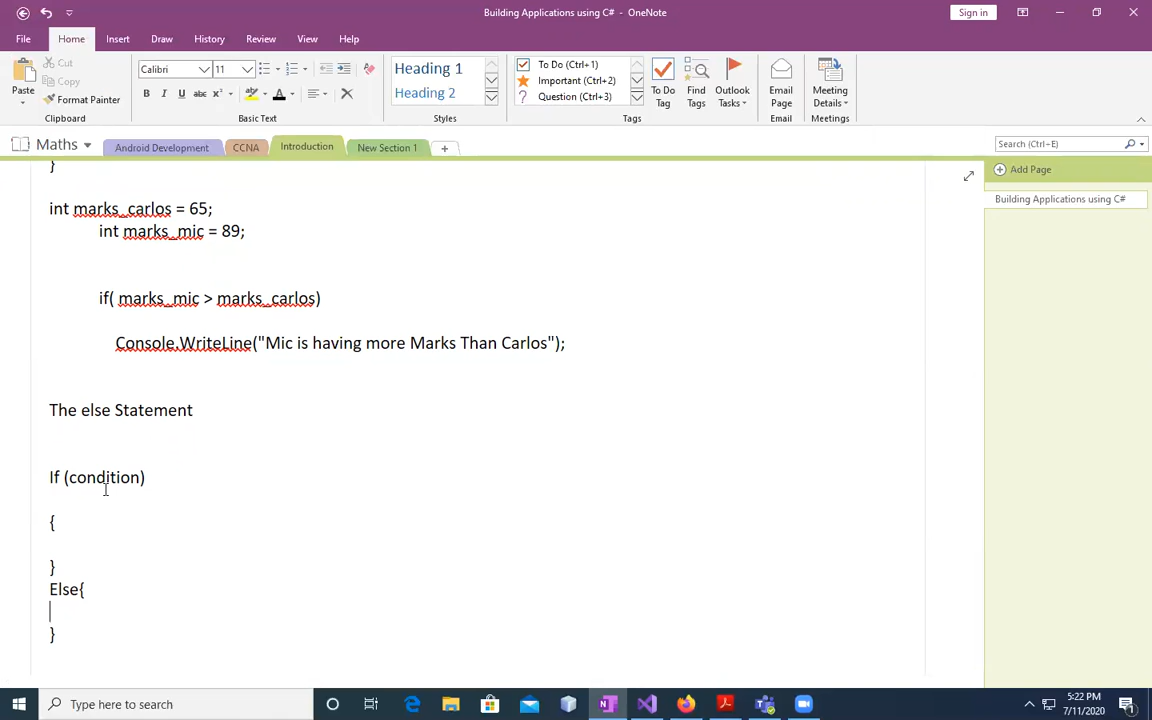 Building Applications using C# - OneNote
Sign in
File Home Insert Draw History Review View Help
Paste
Cut
Copy
Format Painter
Clipboard
Calibri 11
B I U abc x
A
Basic Text
Heading 1
Heading 2
Styles
To Do (Ctrl+1)
Important (Ctrl+2)
? Question (Ctrl+3)
To Do Tag
Find Tags
Outlook Tasks
Tags
Email Page
Email
Meeting Details
Meetings
Maths
Android Development
CCNA
Introduction
New Section 1
+
Search (Ctrl+E)
Add Page
Building Applications using C#
}
int marks_carlos = 65;
int marks_mic = 89;
if( marks_mic > marks_carlos)
Console.WriteLine("Mic is having more Marks Than Carlos");
The else Statement
If (condition)
{
}
Else{
}
Type here to search
5:22 PM
7/11/2020
1